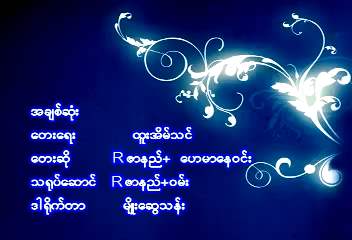 အချစ်ဆုံး
တေးရေး ထူးအိမ်သင်
တေးဆို R ဇာနည်+ ဟေမာနေဝင်း
သရုပ်ဆောင် R ဇာနည်+ဝမ်း
ဒါရိုက်တာ မျိုးဆွေသန်း